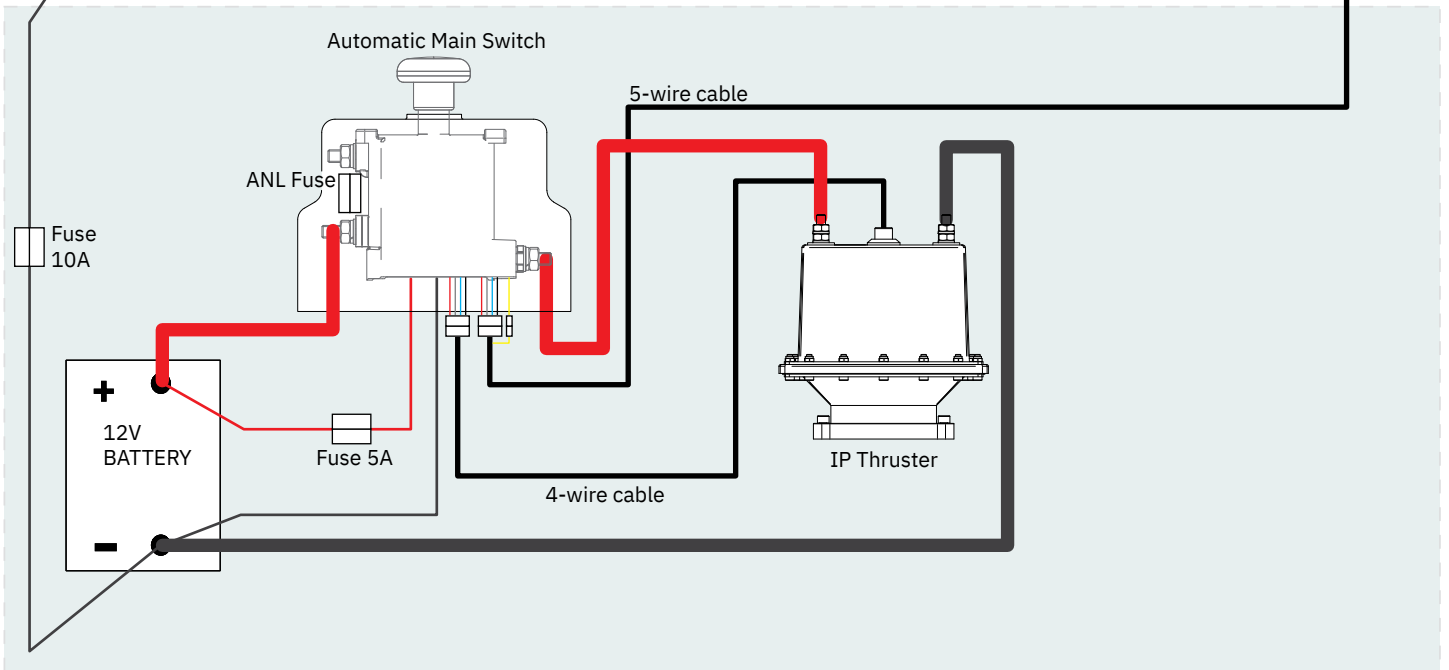 Automatic Main Switch
5-wire cable
ANL Fuse
Fuse
10A
+
12V
BATTERY
Fuse 5A
IP Thruster
4-wire cable
-